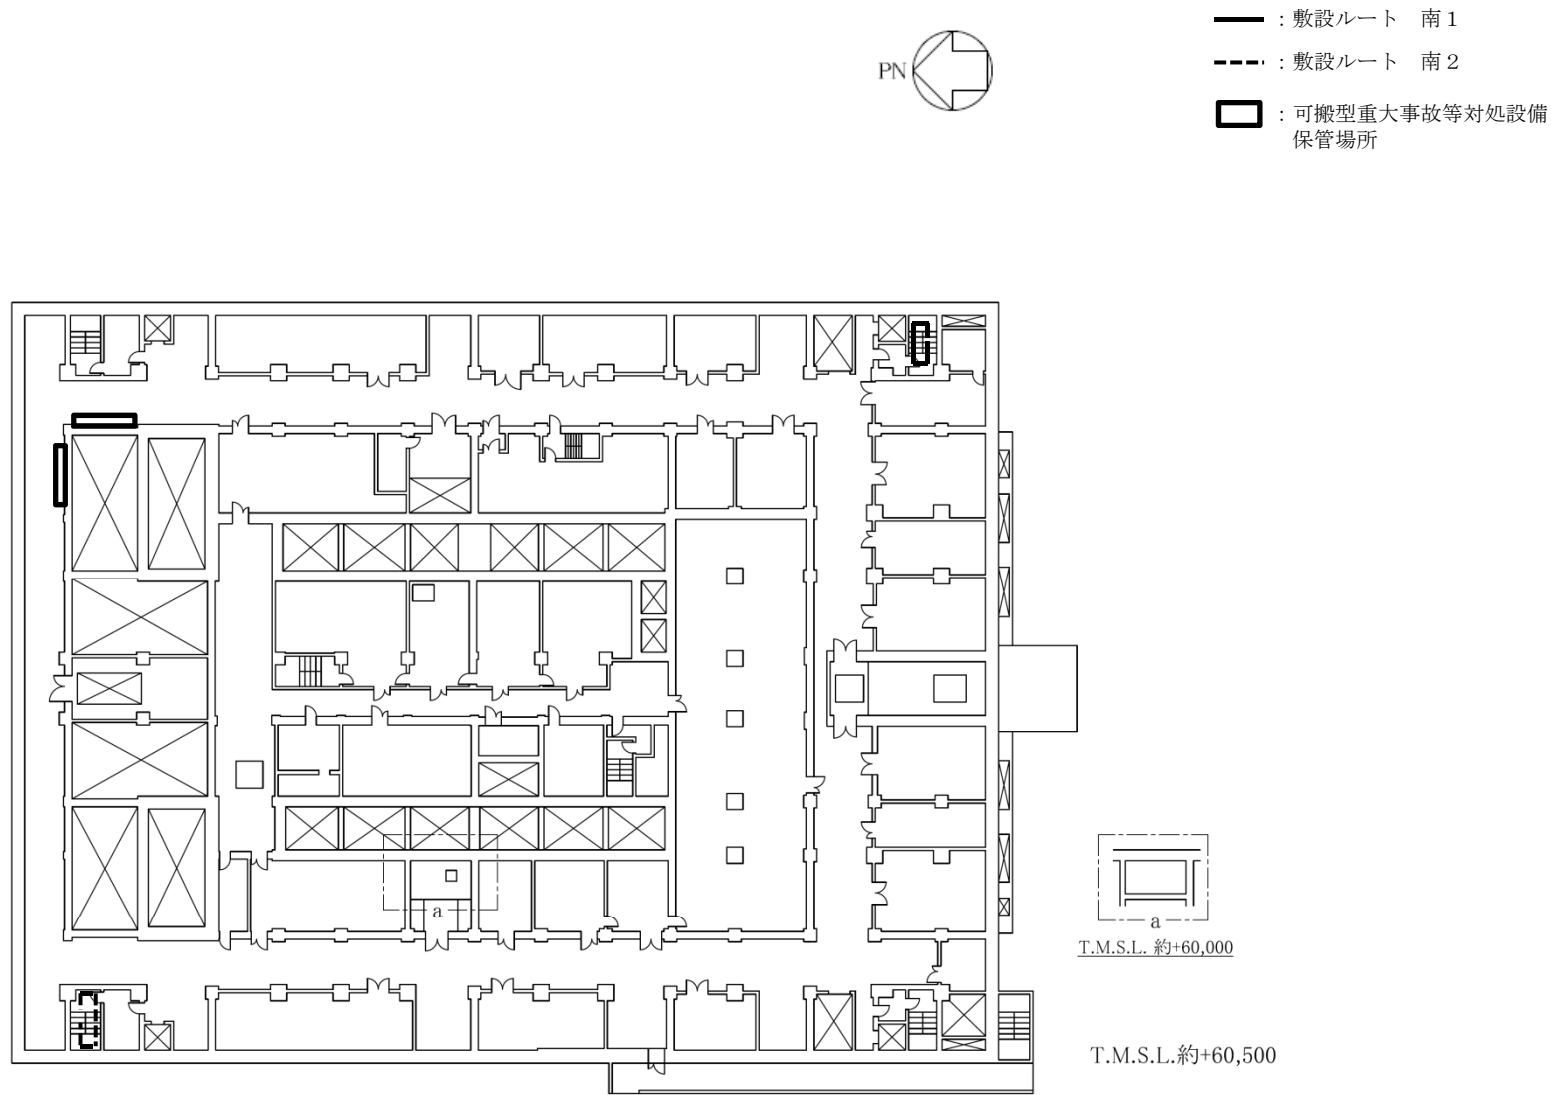 ：敷設ルート　南１
PN
：敷設ルート　南２
：可搬型重大事故等対処設備
保管場所
a
a
T.M.S.L. 約+60,000
T.M.S.L.約+60,500